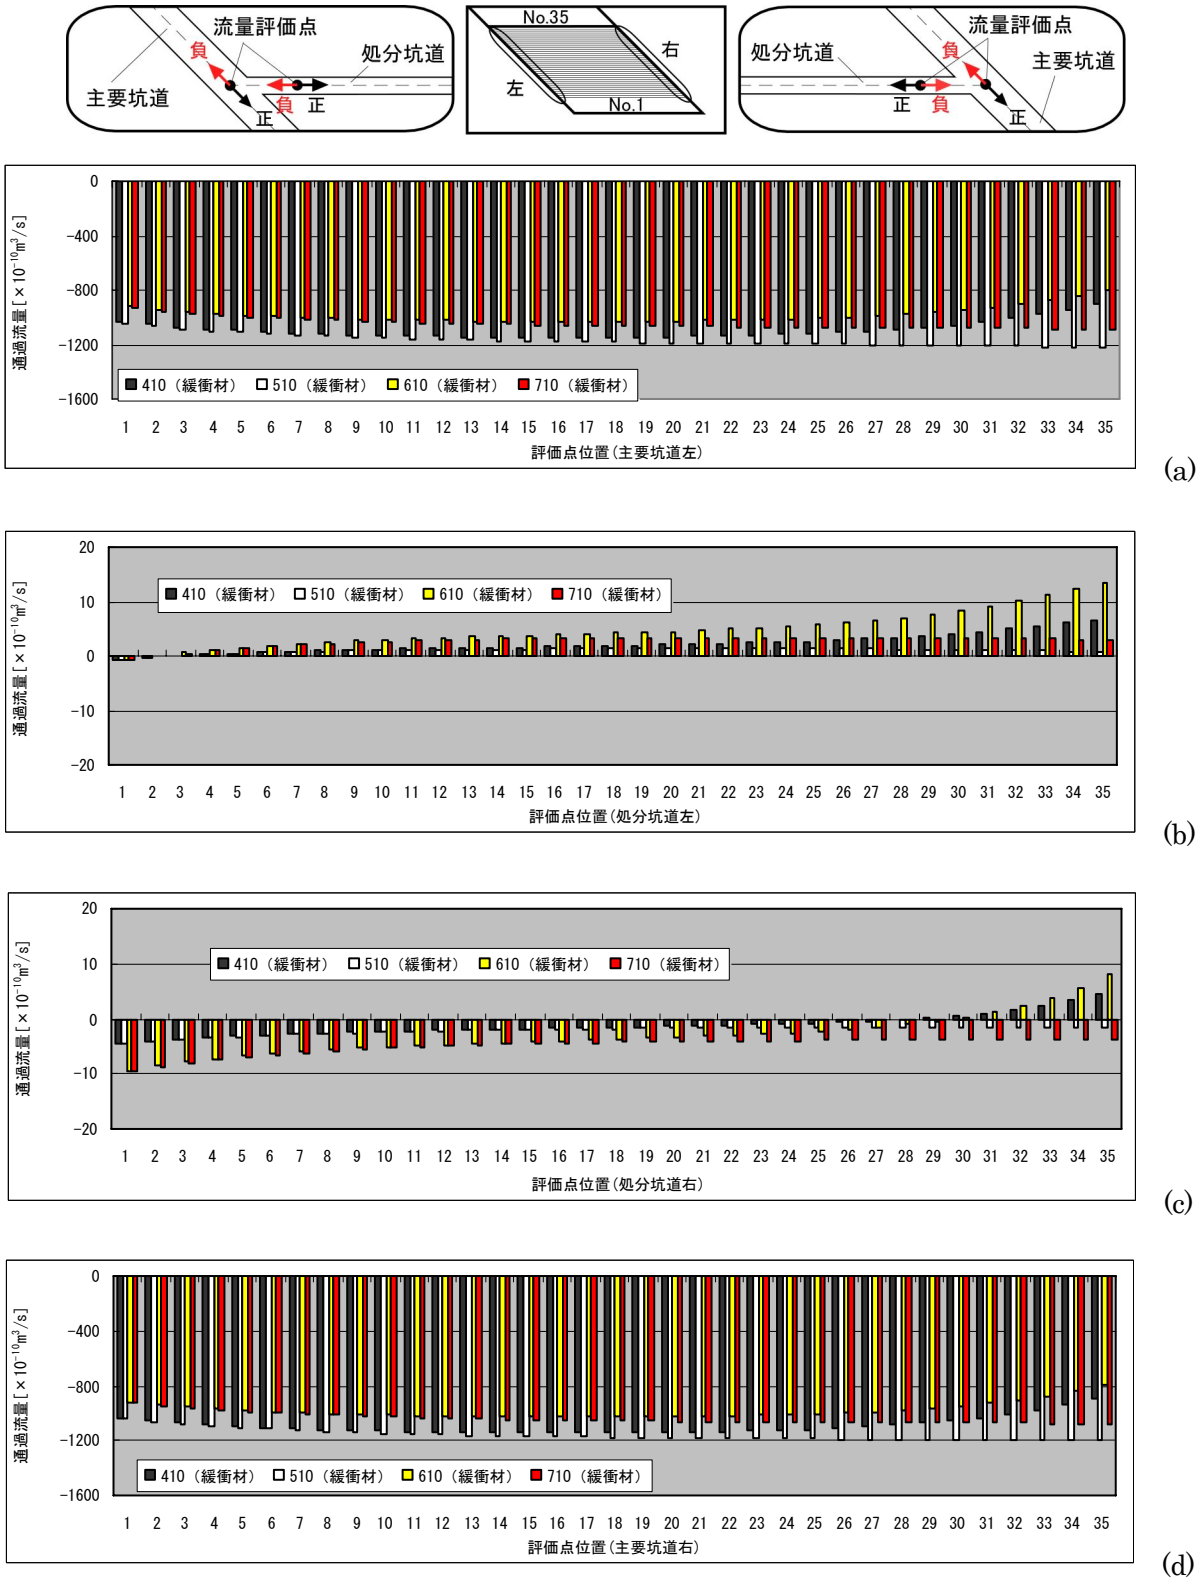 流量評価点
負
処分坑道
主要坑道
負
正
正
No.35
右
左
No.1
流量評価点
処分坑道
負
主要坑道
正
負
正
通過流量[×10⁻¹⁰m³/s]
0
-400
-800
-1200
-1600
410（緩衝材） 510（緩衝材） 610（緩衝材） 710（緩衝材）
1 2 3 4 5 6 7 8 9 10 11 12 13 14 15 16 17 18 19 20 21 22 23 24 25 26 27 28 29 30 31 32 33 34 35
評価点位置(主要坑道左)
(a)
通過流量[×10⁻¹⁰m³/s]
20
10
0
-10
-20
410（緩衝材） 510（緩衝材） 610（緩衝材） 710（緩衝材）
1 2 3 4 5 6 7 8 9 10 11 12 13 14 15 16 17 18 19 20 21 22 23 24 25 26 27 28 29 30 31 32 33 34 35
評価点位置(処分坑道左)
(b)
通過流量[×10⁻¹⁰m³/s]
20
10
0
-10
-20
410（緩衝材） 510（緩衝材） 610（緩衝材） 710（緩衝材）
1 2 3 4 5 6 7 8 9 10 11 12 13 14 15 16 17 18 19 20 21 22 23 24 25 26 27 28 29 30 31 32 33 34 35
評価点位置(処分坑道右)
(c)
通過流量[×10⁻¹⁰m³/s]
0
-400
-800
-1200
-1600
410（緩衝材） 510（緩衝材） 610（緩衝材） 710（緩衝材）
1 2 3 4 5 6 7 8 9 10 11 12 13 14 15 16 17 18 19 20 21 22 23 24 25 26 27 28 29 30 31 32 33 34 35
評価点位置(主要坑道右)
(d)